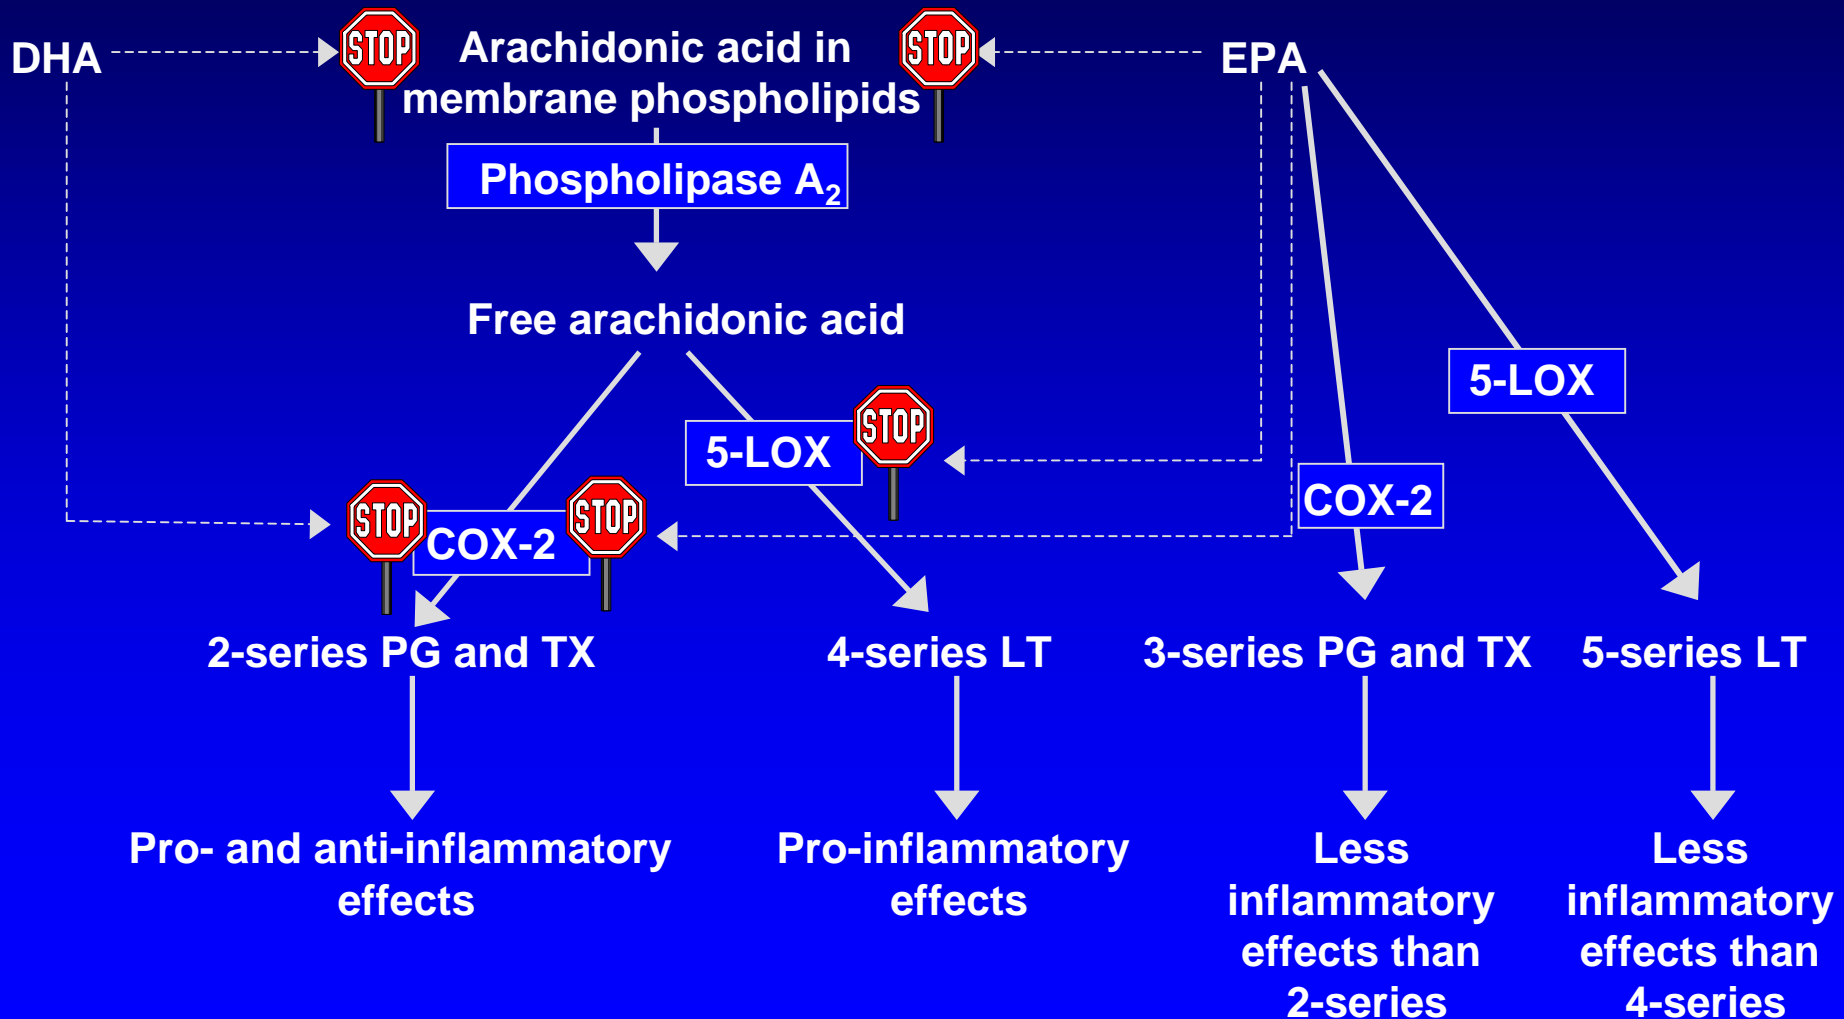 DHA
STOP
Arachidonic acid in
membrane phospholipids
STOP
EPA
Phospholipase A₂
Free arachidonic acid
5-LOX
5-LOX
STOP
COX-2
STOP
COX-2
STOP
2-series PG and TX
4-series LT
3-series PG and TX
5-series LT
Pro- and anti-inflammatory
effects
Pro-inflammatory
effects
Less
inflammatory
effects than
2-series
Less
inflammatory
effects than
4-series